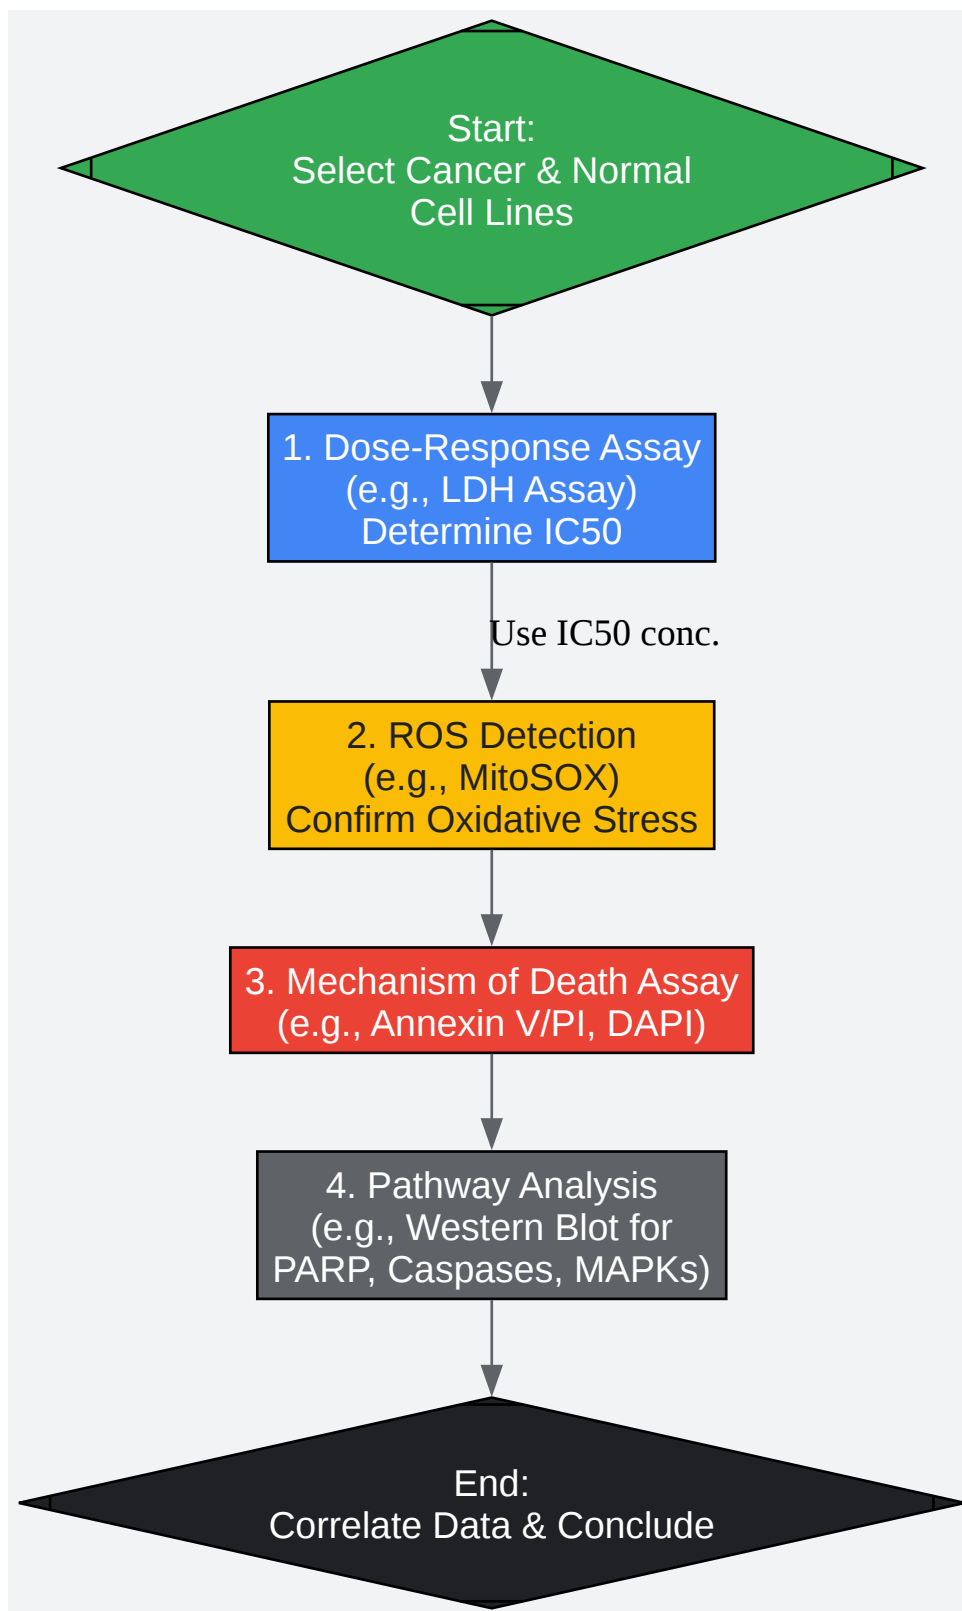 Start:
Select Cancer & Normal
Cell Lines
1. Dose-Response Assay
(e.g., LDH Assay)
Determine IC50
Use IC50 conc.
2. ROS Detection
(e.g., MitoSOX)
Confirm Oxidative Stress
3. Mechanism of Death Assay
(e.g., Annexin V/PI, DAPI)
4. Pathway Analysis
(e.g., Western Blot for
PARP, Caspases, MAPKs)
End:
Correlate Data & Conclude